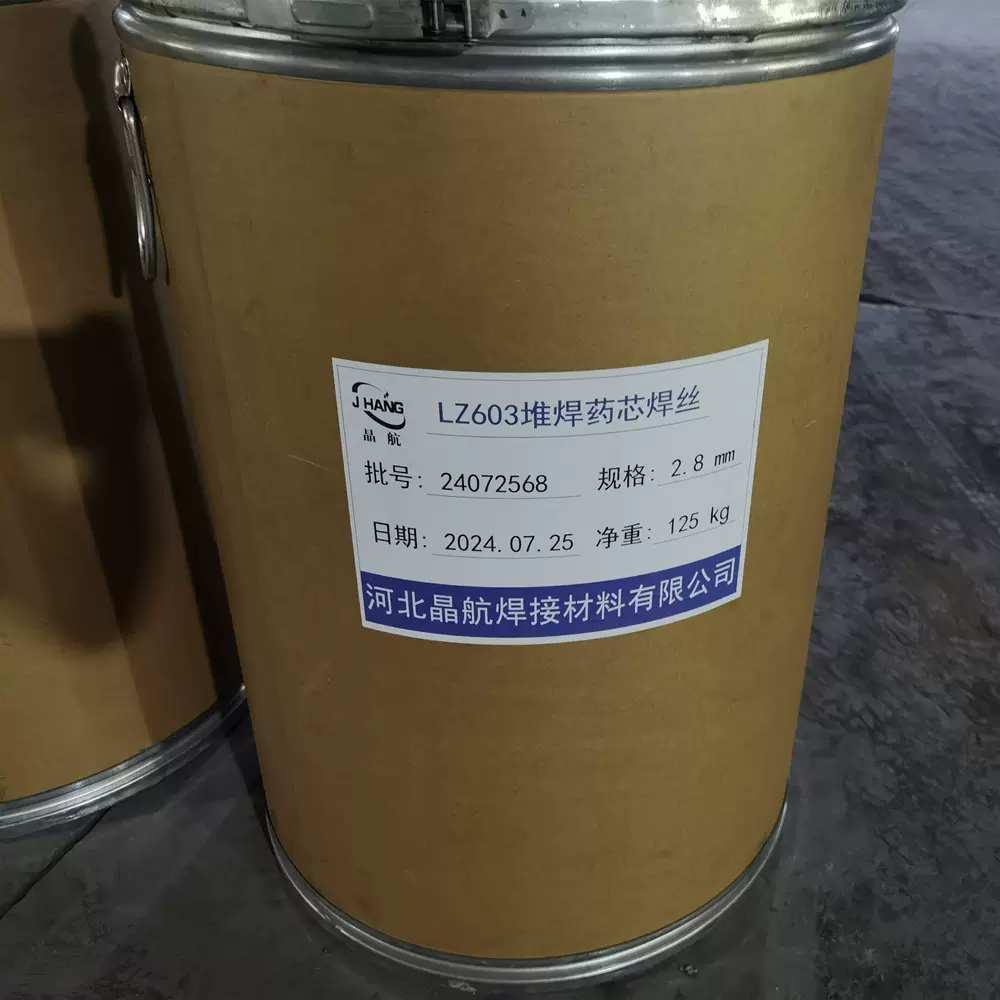 J HANG
晶航
LZ603堆焊药芯焊丝
批号: 24072568 规格: 2.8 mm
日期: 2024.07.25 净重: 125 kg
河北晶航焊接材料有限公司